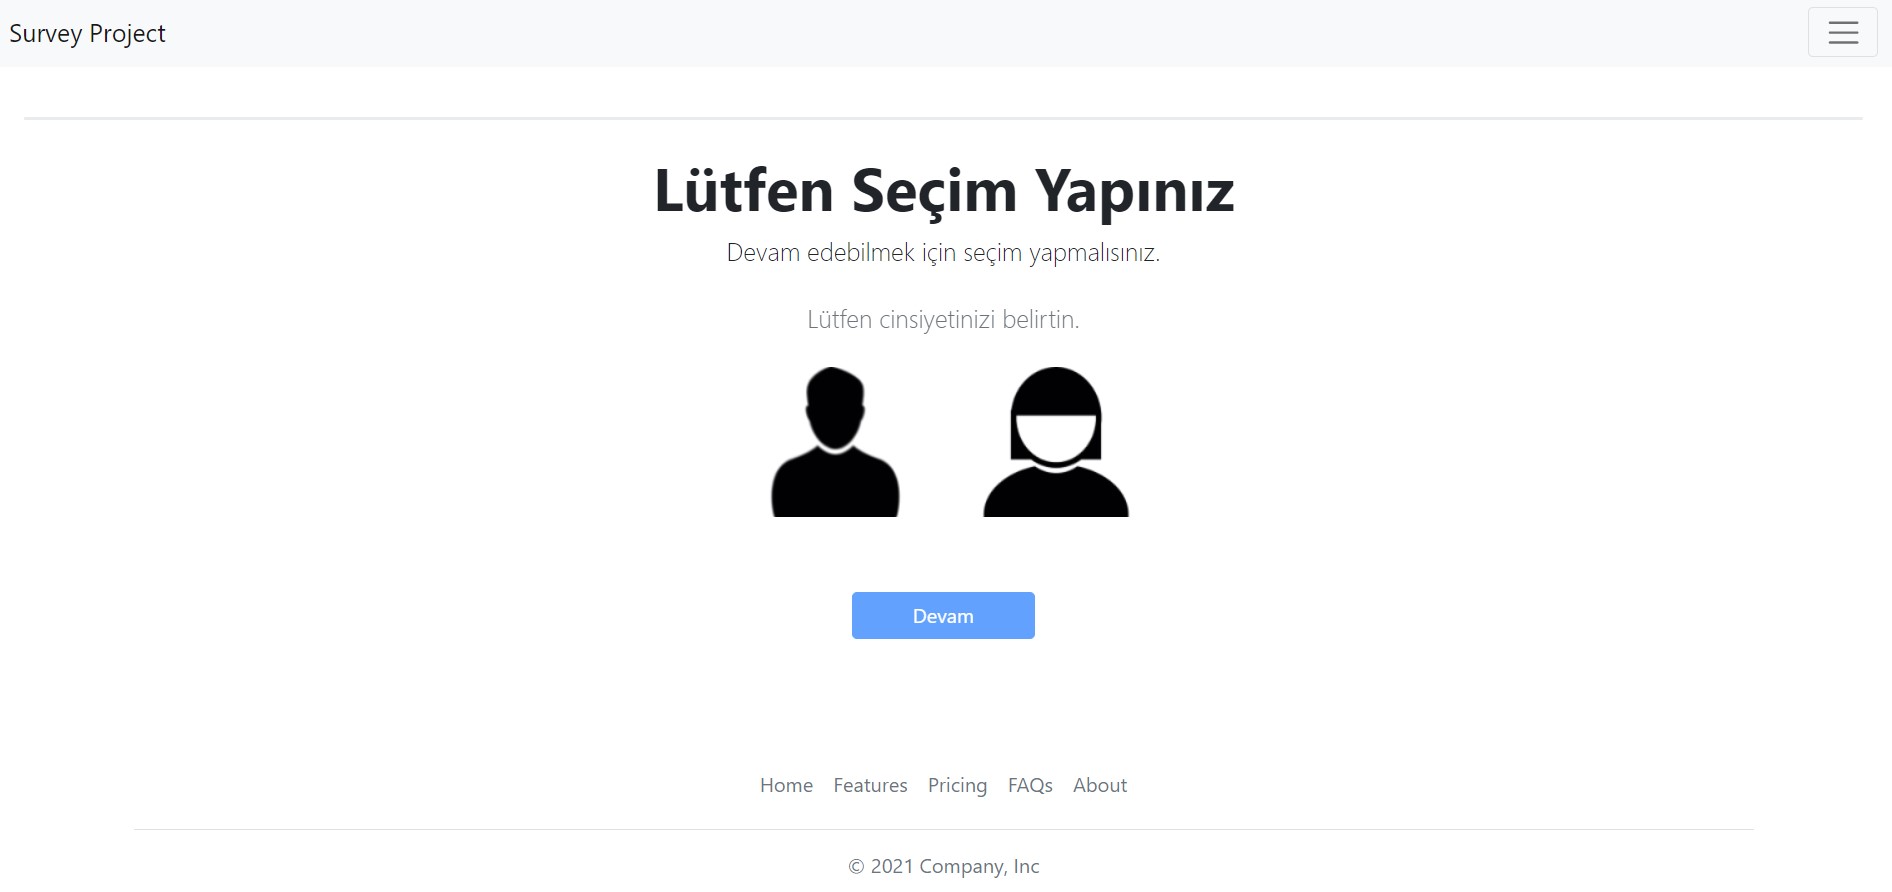 Survey Project
Lütfen Seçim Yapınız
Devam edebilmek için seçim yapmalısınız.
Lütfen cinsiyetinizi belirtin.
Devam
Home Features Pricing FAQs About
© 2021 Company, Inc